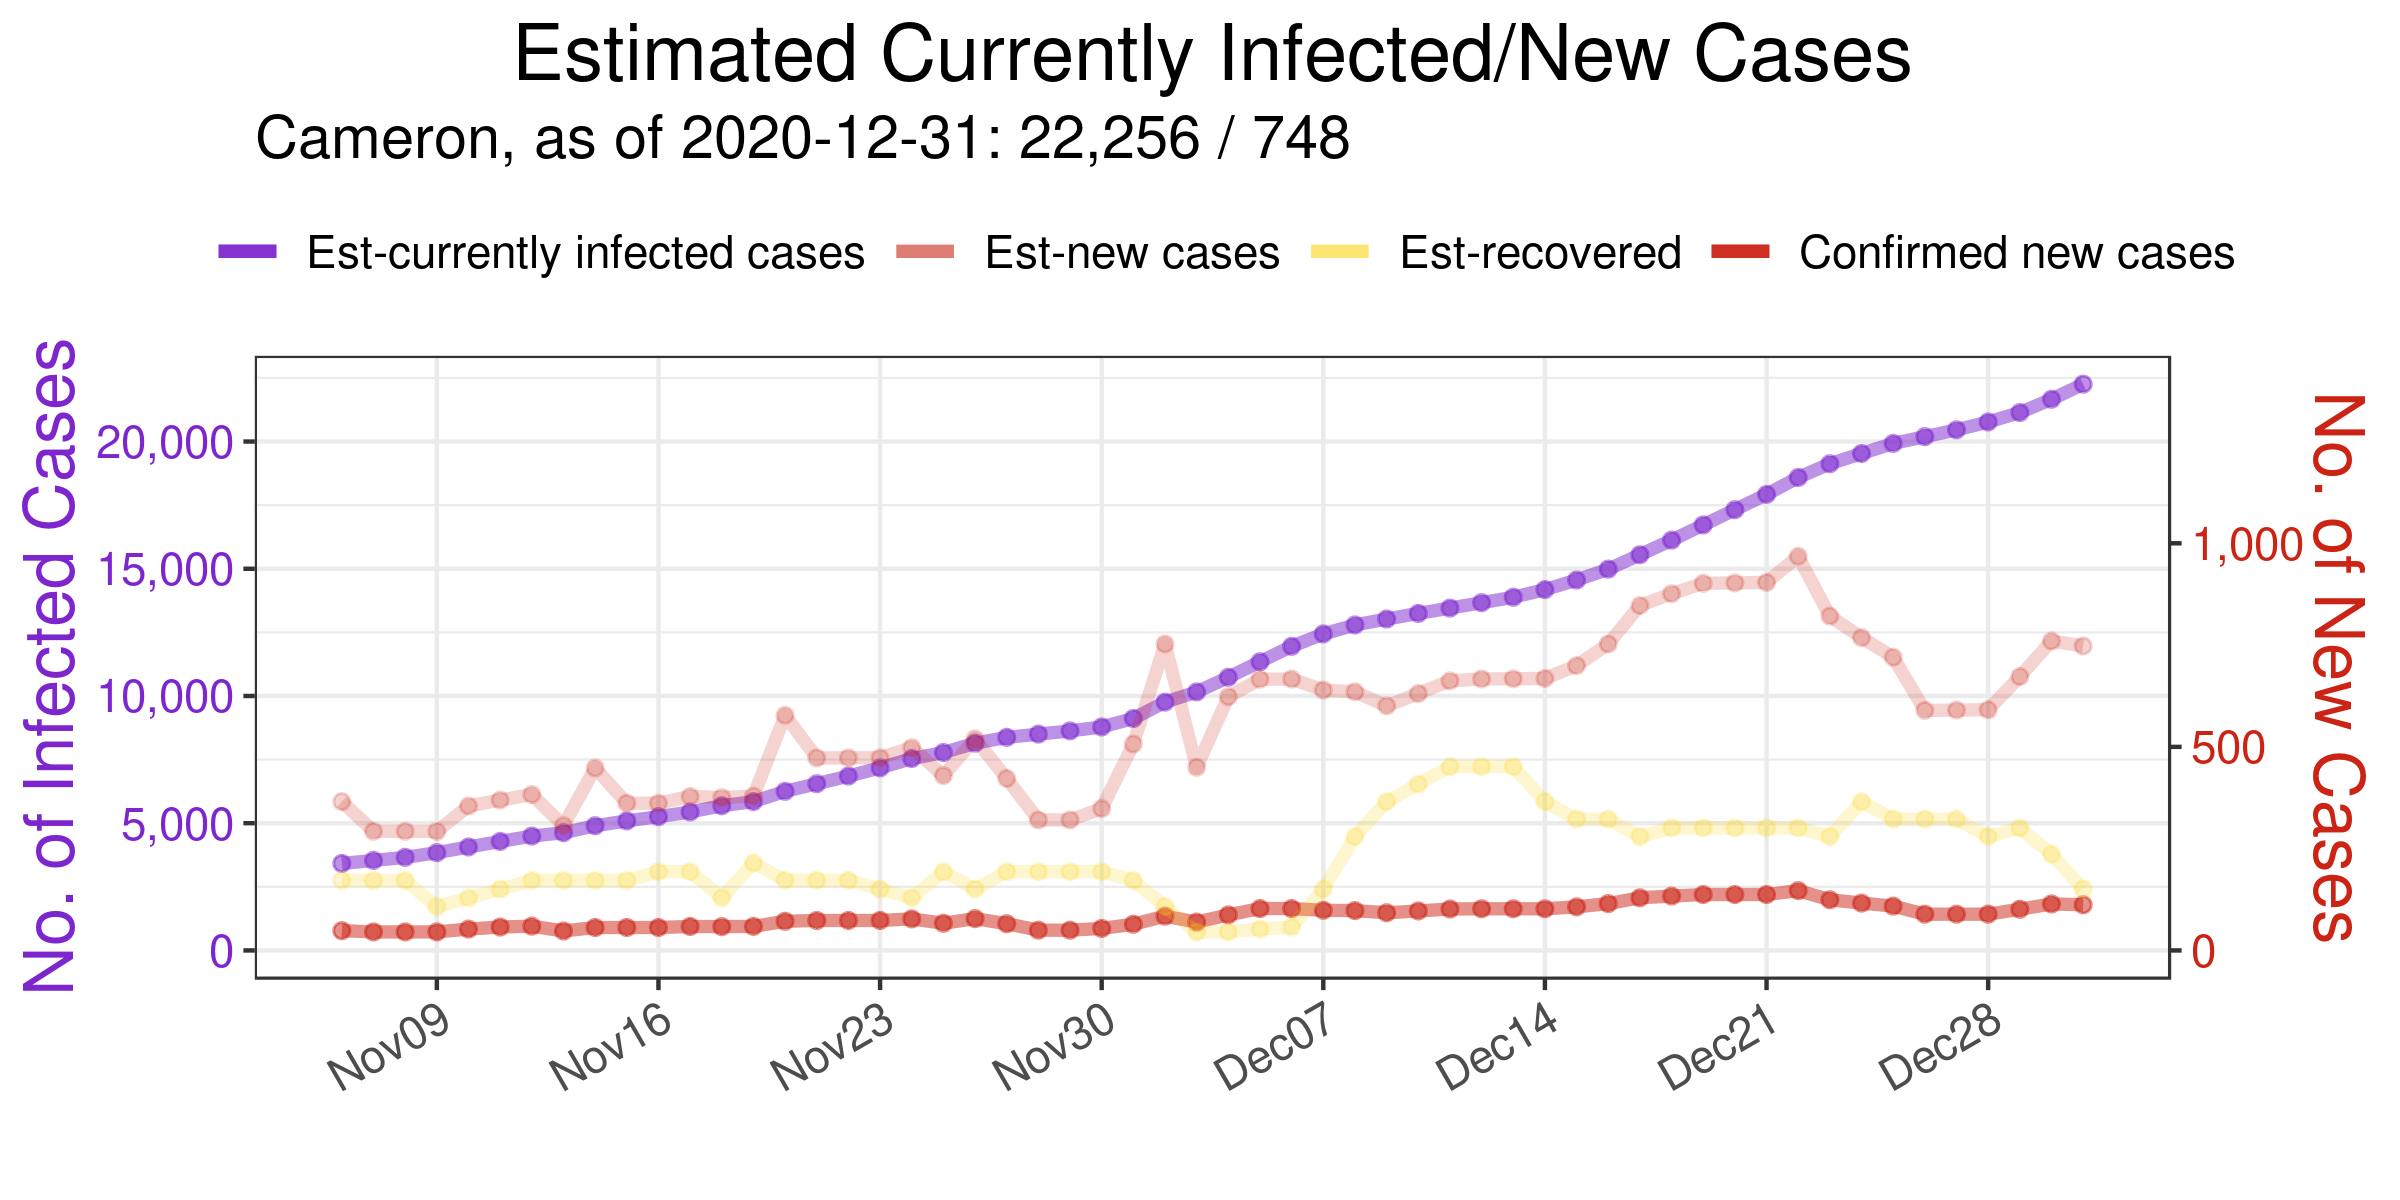 Estimated Currently Infected/New Cases
Cameron, as of 2020-12-31: 22,256 / 748
Est-currently infected cases
Est-new cases
Est-recovered
Confirmed new cases
No. of Infected Cases
20,000
15,000
10,000
5,000
0
1,000
500
0
No. of New Cases
Nov09
Nov16
Nov23
Nov30
Dec07
Dec14
Dec21
Dec28